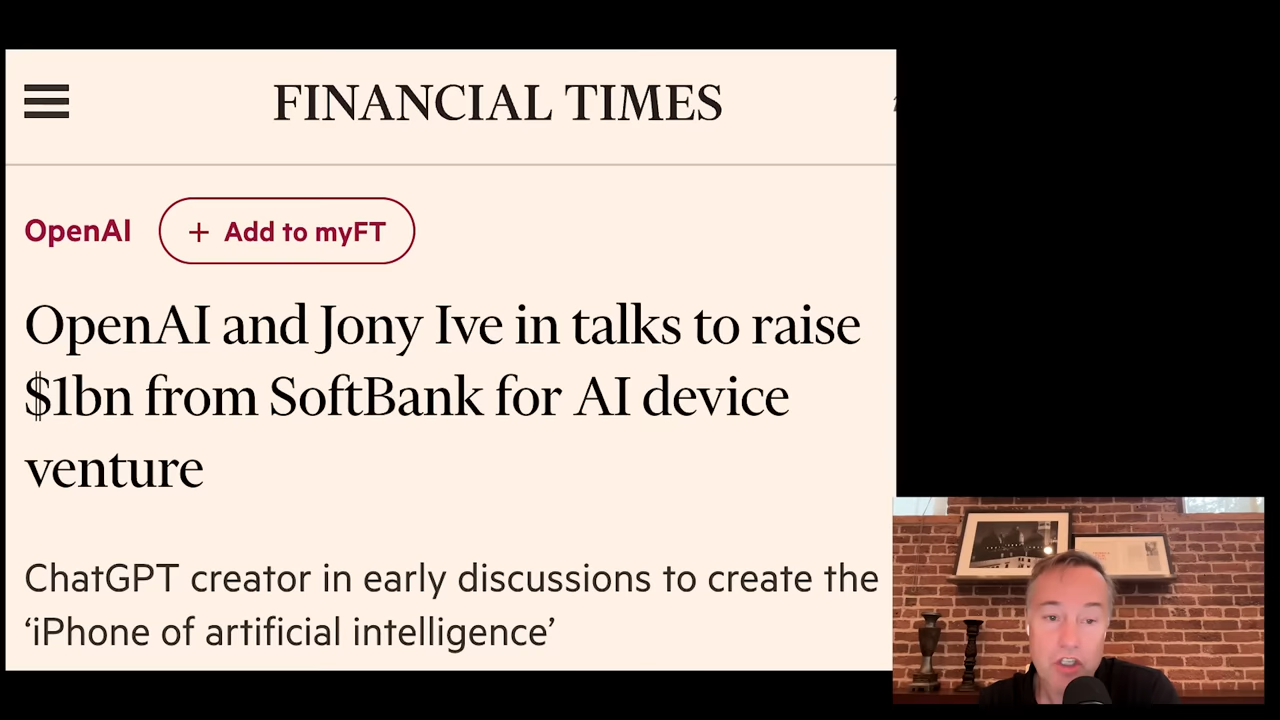 FINANCIAL TIMES
OpenAI
+ Add to myFT
OpenAI and Jony Ive in talks to raise
$1bn from SoftBank for AI device
venture
ChatGPT creator in early discussions to create the
‘iPhone of artificial intelligence’